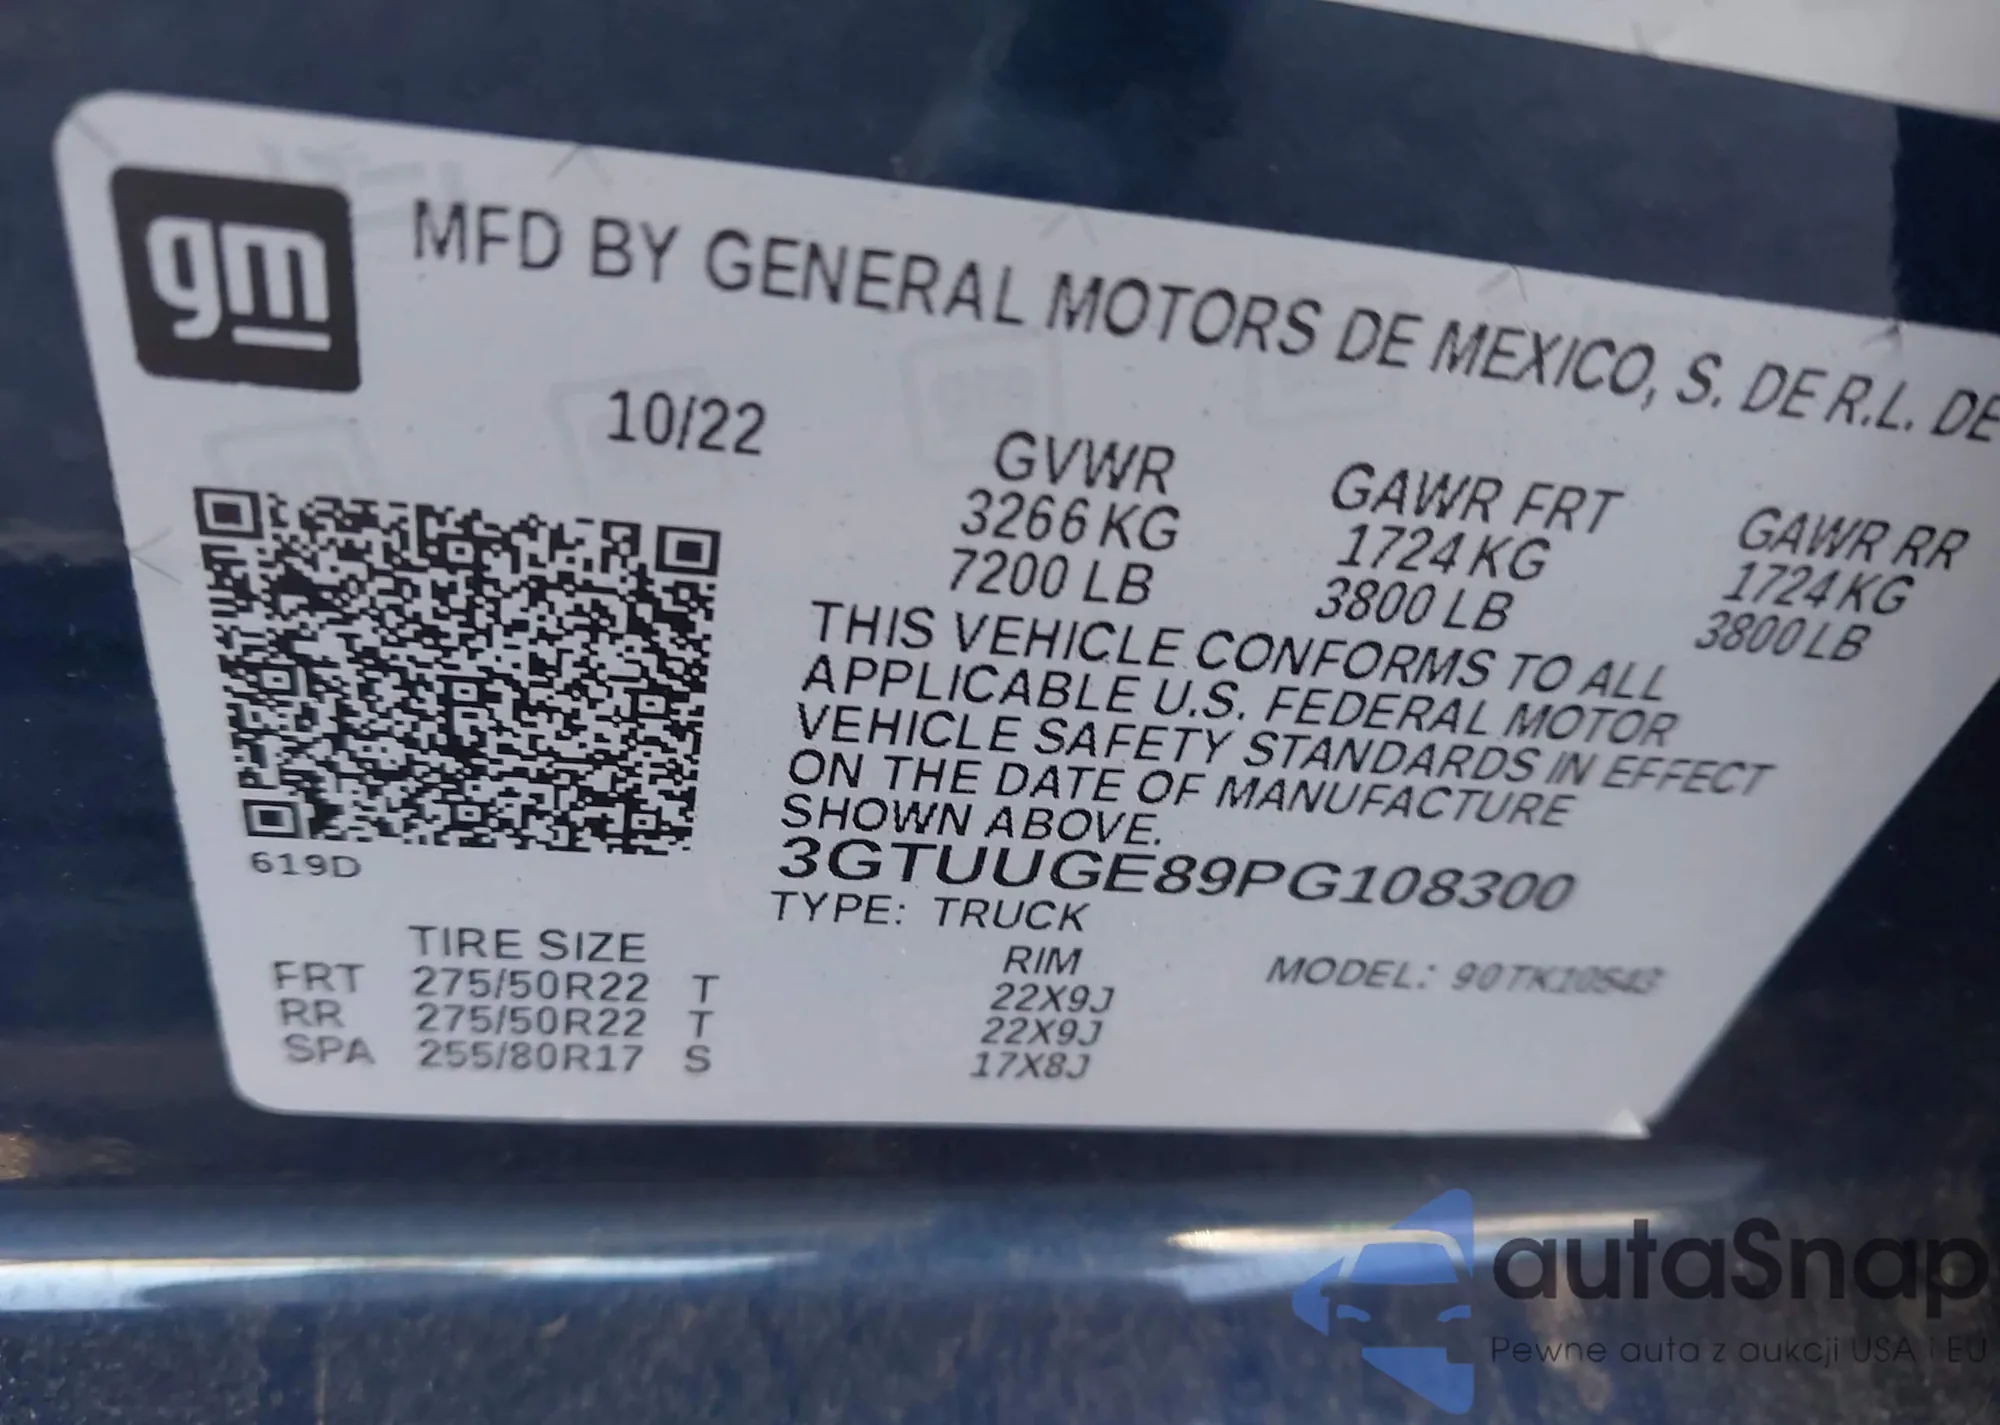 gm
MFD BY GENERAL MOTORS DE MEXICO, S. DE R.L. DE
10/22
GVWR GAWR FRT GAWR RR
3266 KG 1724 KG 1724 KG
7200 LB 3800 LB 3800 LB
THIS VEHICLE CONFORMS TO ALL
APPLICABLE U.S. FEDERAL MOTOR
VEHICLE SAFETY STANDARDS IN EFFECT
ON THE DATE OF MANUFACTURE
SHOWN ABOVE.
619D
3GTUUGE89PG108300
TYPE: TRUCK
TIRE SIZE RIM MODEL: 90TK10543
FRT 275/50R22 T 22X9J
RR 275/50R22 T 22X9J
SPA 255/80R17 S 17X8J
autaSnap
Pewne auta z aukcji USA i EU